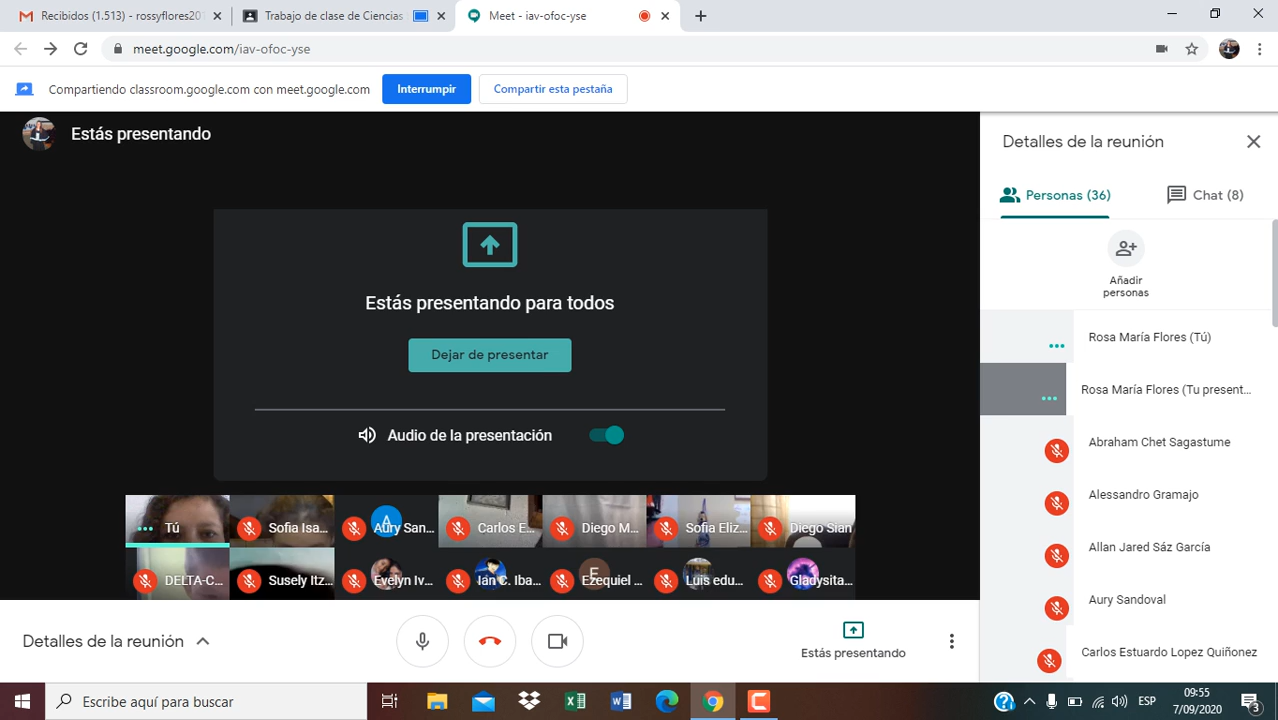 Recibidos (1.513) - rossyflores201
Trabajo de clase de Ciencias
Meet - iav-ofoc-yse
meet.google.com/iav-ofoc-yse
Compartiendo classroom.google.com con meet.google.com
Interrumpir
Compartir esta pestaña
Estás presentando
Estás presentando para todos
Dejar de presentar
Audio de la presentación
Tú
Sofia Isa...
A
Aury San...
Carlos E...
Diego M...
Sofia Eliz...
Diego Sian
DELTA-C...
Susely Itz...
Evelyn Iv...
Ian C. Iba...
E
Ezequiel ...
Luis edu...
Gladysita...
Detalles de la reunión
Estás presentando
Detalles de la reunión
Personas (36)
Chat (8)
Añadir
personas
Rosa María Flores (Tú)
Rosa María Flores (Tu present...
Abraham Chet Sagastume
Alessandro Gramajo
Allan Jared Sáz García
Aury Sandoval
Carlos Estuardo Lopez Quiñonez
Escribe aquí para buscar
ESP
09:55
7/09/2020
3